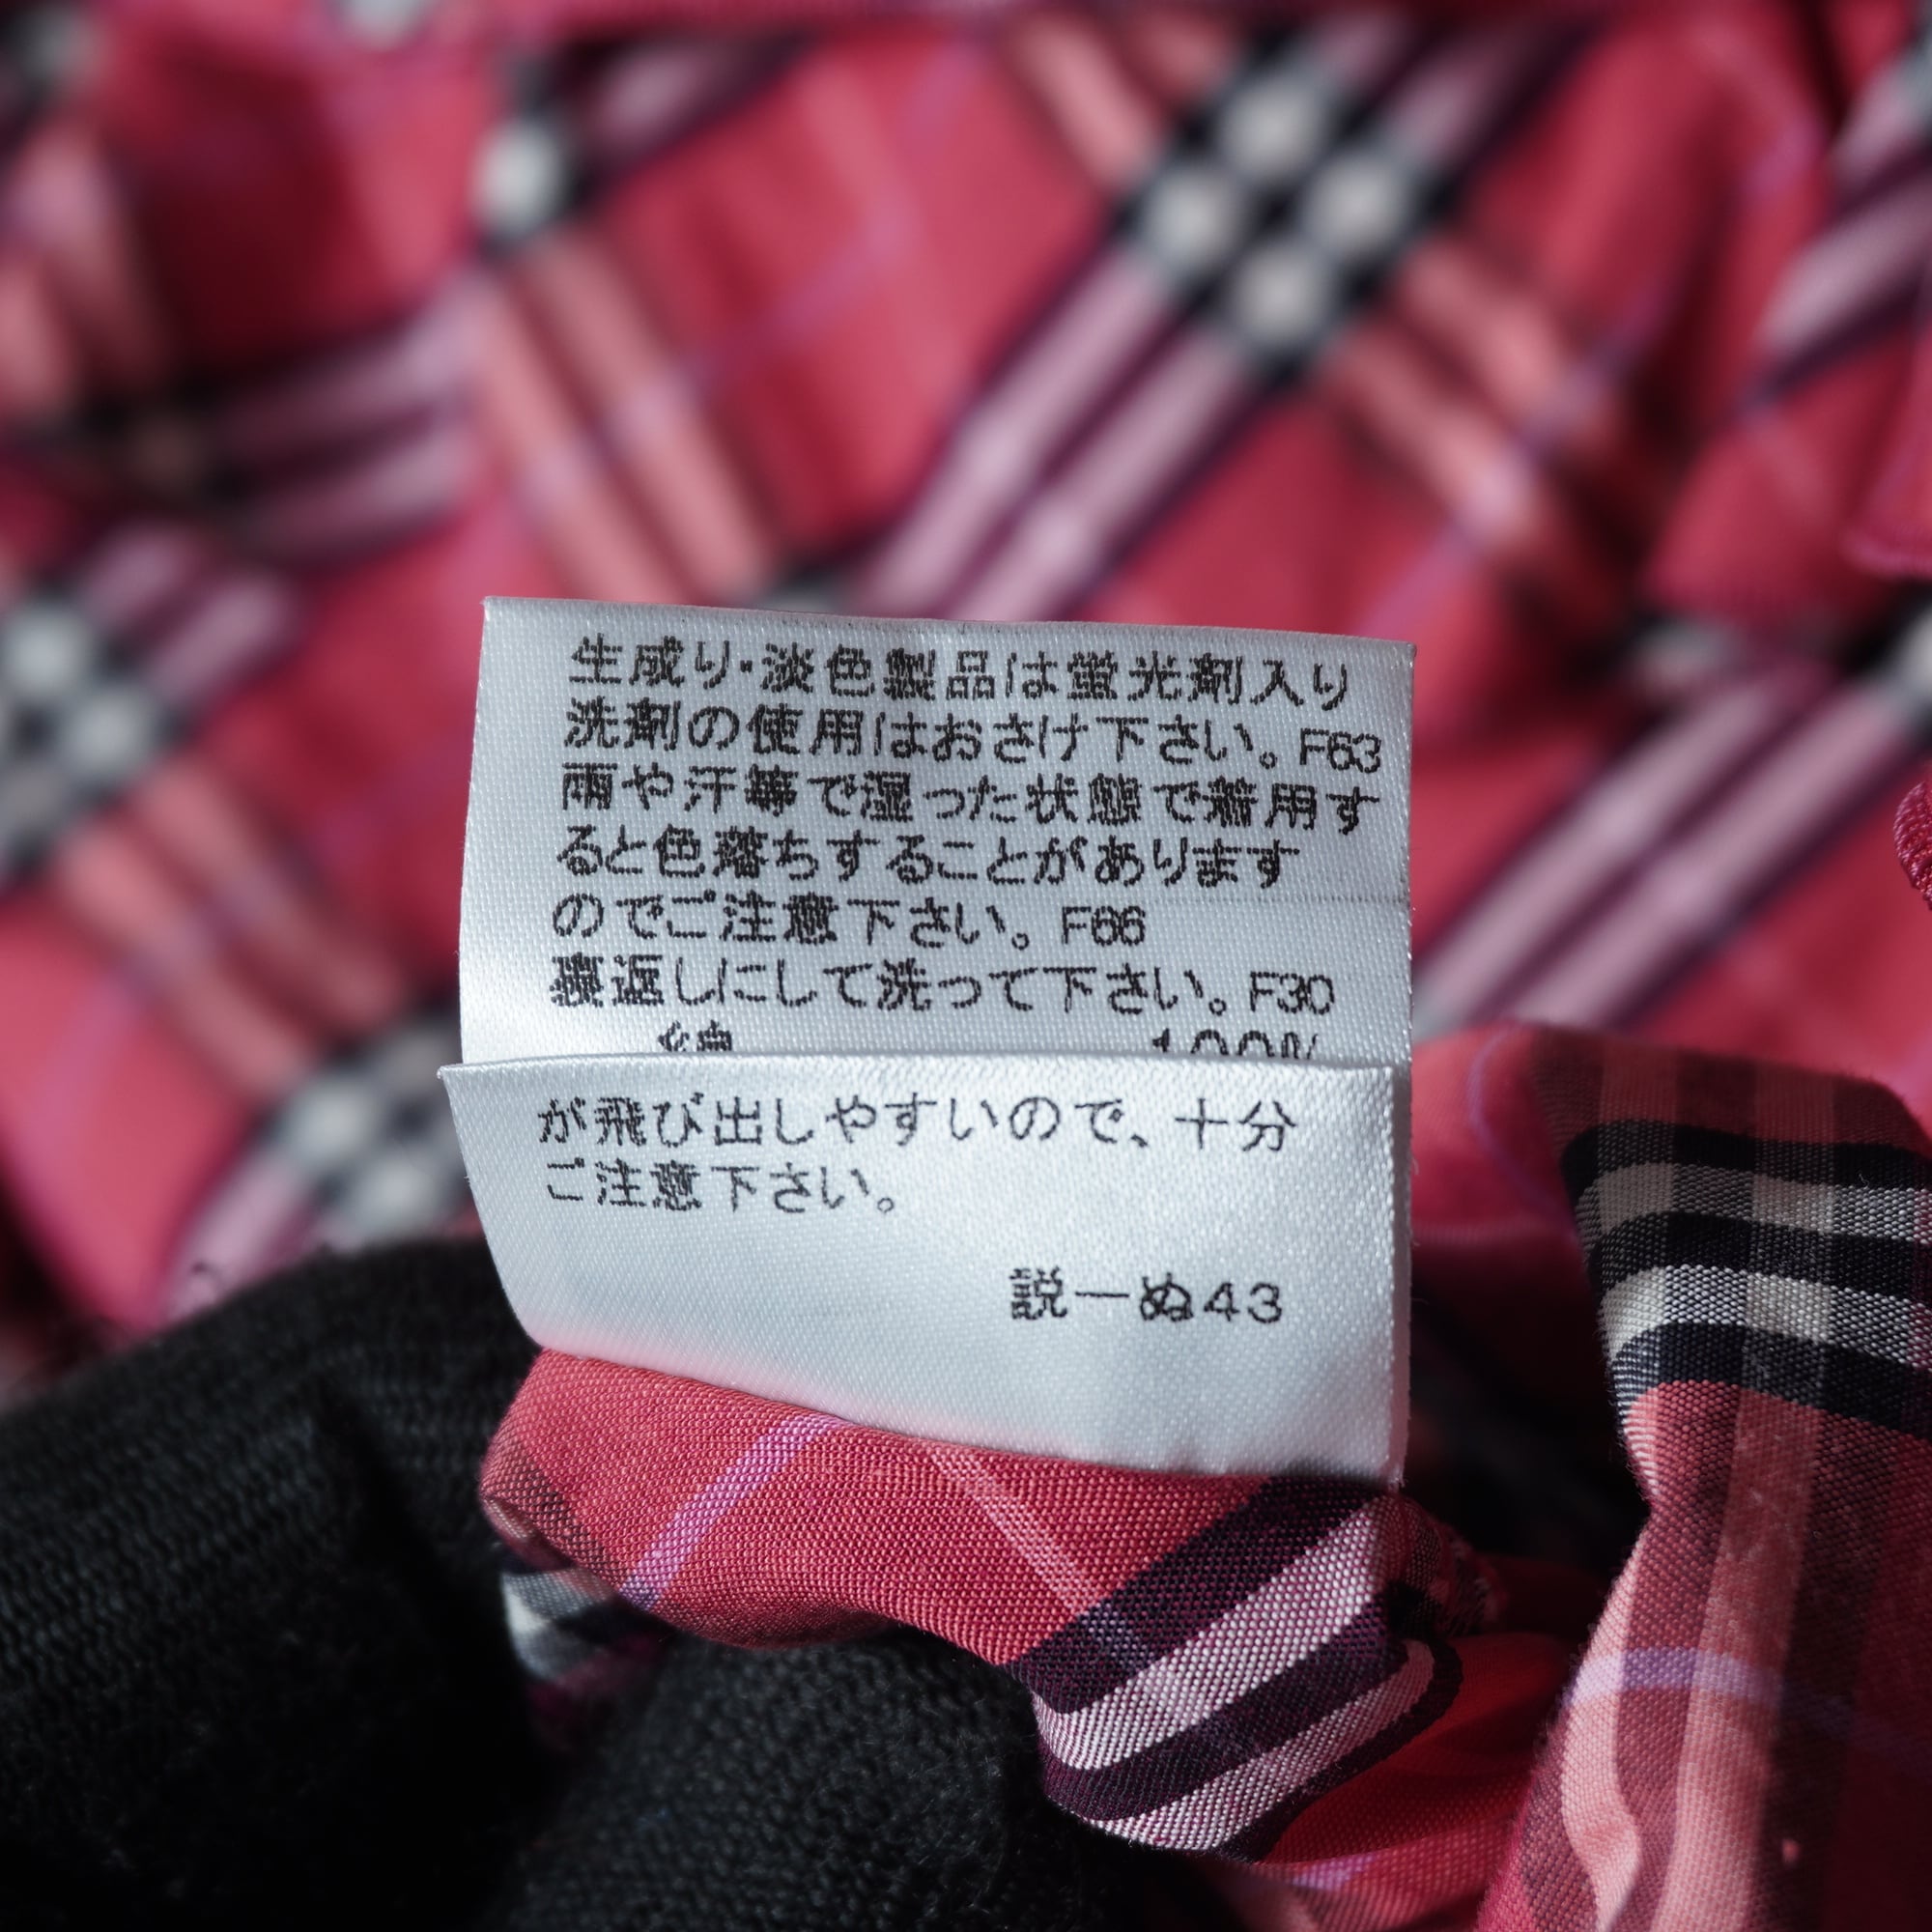 生成り・淡色製品は蛍光剤入り
洗剤の使用はおさけ下さい。F63
雨や汗等で湿った状態で着用す
ると色落ちすることがあります
のでご注意下さい。F66
裏返しにして洗って下さい。F30
綿 100%
が飛び出しやすいので、十分
ご注意下さい。
説ーぬ43